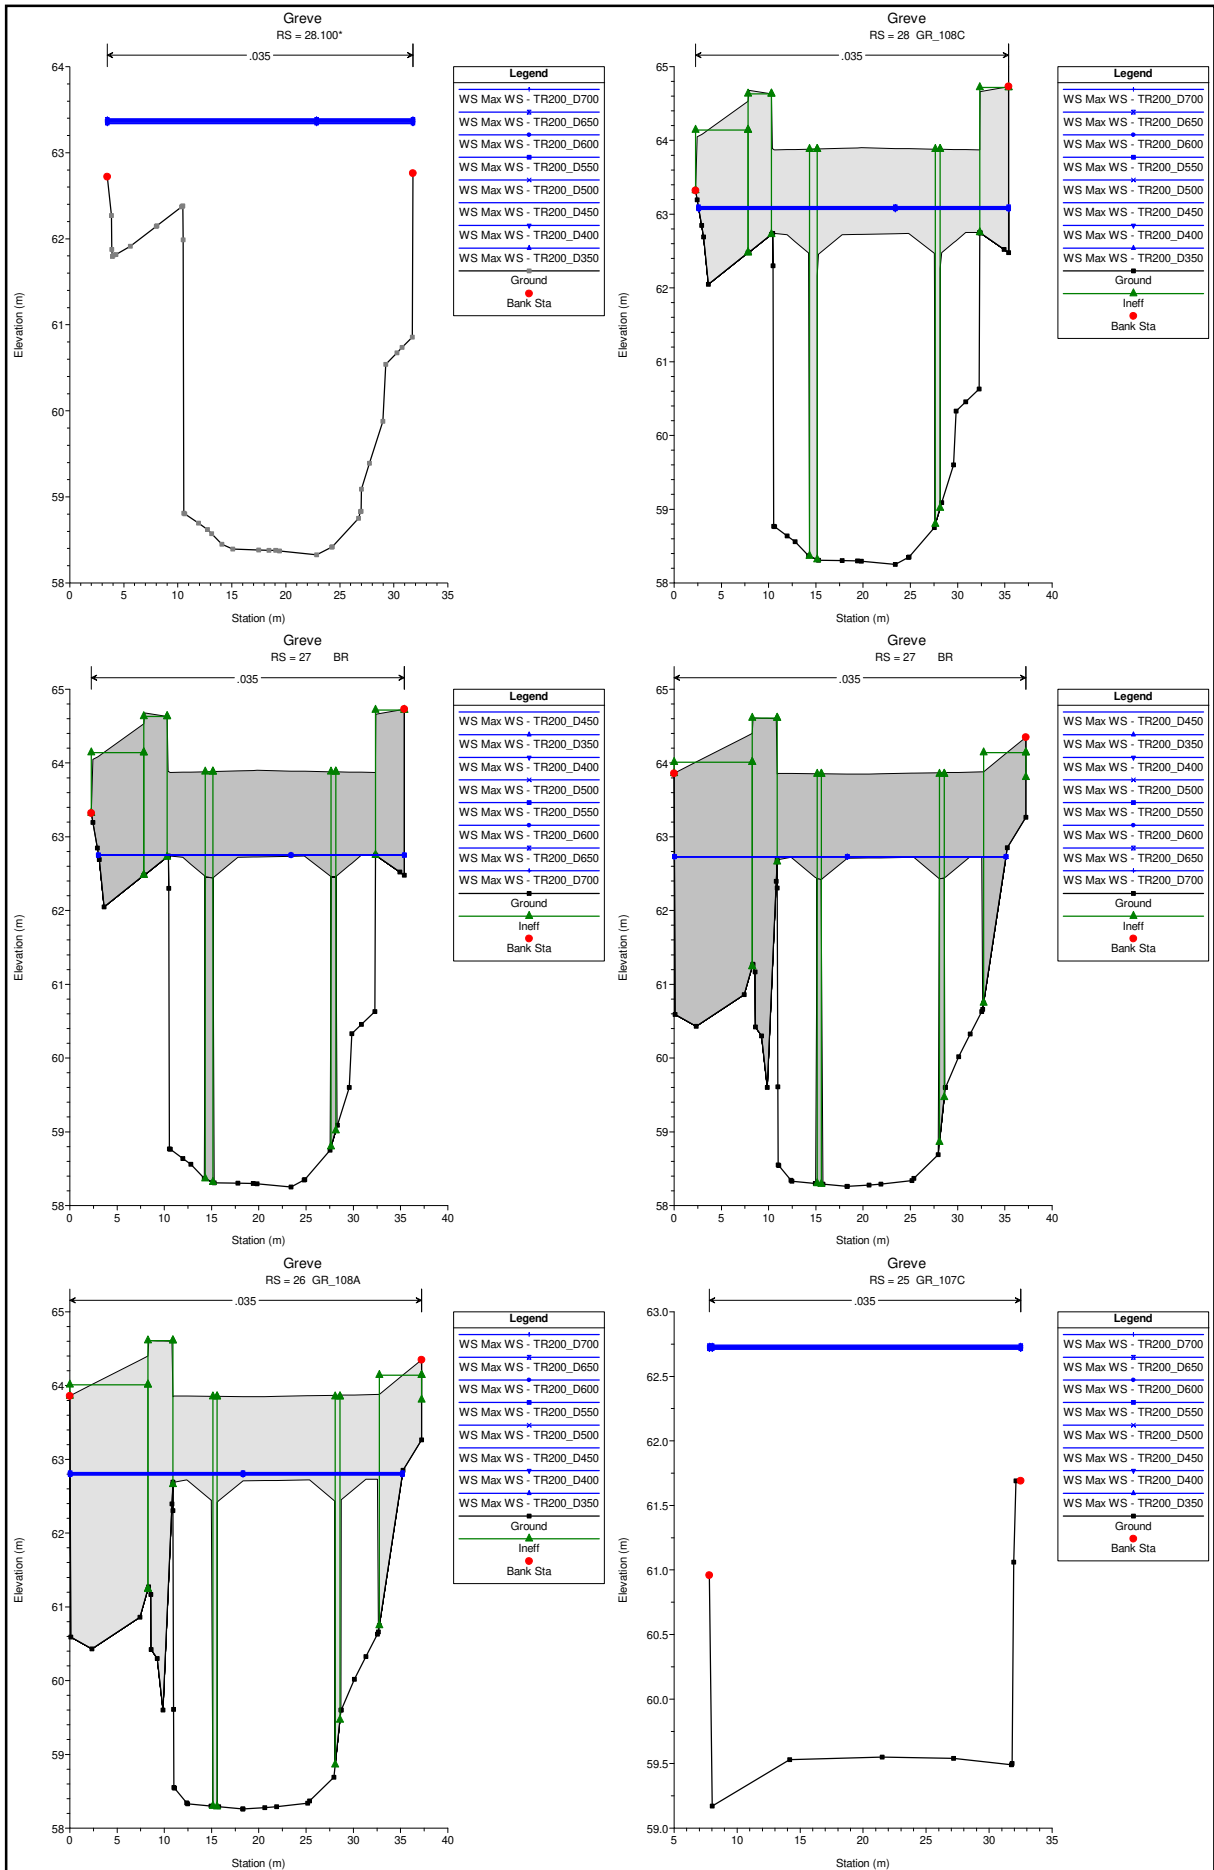 Greve
RS = 28.100*
.035
Legend
WS Max WS - TR200_D700
WS Max WS - TR200_D650
WS Max WS - TR200_D600
WS Max WS - TR200_D550
WS Max WS - TR200_D500
WS Max WS - TR200_D450
WS Max WS - TR200_D400
WS Max WS - TR200_D350
Ground
Bank Sta
64
63
62
61
60
59
58
Elevation (m)
0 5 10 15 20 25 30 35
Station (m)
Greve
RS = 28 GR_108C
.035
Legend
WS Max WS - TR200_D700
WS Max WS - TR200_D650
WS Max WS - TR200_D600
WS Max WS - TR200_D550
WS Max WS - TR200_D500
WS Max WS - TR200_D450
WS Max WS - TR200_D400
WS Max WS - TR200_D350
Ground
Ineff
Bank Sta
65
64
63
62
61
60
59
58
Elevation (m)
0 5 10 15 20 25 30 35 40
Station (m)
Greve
RS = 27 BR
.035
Legend
WS Max WS - TR200_D450
WS Max WS - TR200_D350
WS Max WS - TR200_D400
WS Max WS - TR200_D500
WS Max WS - TR200_D550
WS Max WS - TR200_D600
WS Max WS - TR200_D650
WS Max WS - TR200_D700
Ground
Ineff
Bank Sta
65
64
63
62
61
60
59
58
Elevation (m)
0 5 10 15 20 25 30 35 40
Station (m)
Greve
RS = 27 BR
.035
Legend
WS Max WS - TR200_D450
WS Max WS - TR200_D350
WS Max WS - TR200_D400
WS Max WS - TR200_D500
WS Max WS - TR200_D550
WS Max WS - TR200_D600
WS Max WS - TR200_D650
WS Max WS - TR200_D700
Ground
Ineff
Bank Sta
65
64
63
62
61
60
59
58
Elevation (m)
0 5 10 15 20 25 30 35 40
Station (m)
Greve
RS = 26 GR_108A
.035
Legend
WS Max WS - TR200_D700
WS Max WS - TR200_D650
WS Max WS - TR200_D600
WS Max WS - TR200_D550
WS Max WS - TR200_D500
WS Max WS - TR200_D450
WS Max WS - TR200_D400
WS Max WS - TR200_D350
Ground
Ineff
Bank Sta
65
64
63
62
61
60
59
58
Elevation (m)
0 5 10 15 20 25 30 35 40
Station (m)
Greve
RS = 25 GR_107C
.035
Legend
WS Max WS - TR200_D700
WS Max WS - TR200_D650
WS Max WS - TR200_D600
WS Max WS - TR200_D550
WS Max WS - TR200_D500
WS Max WS - TR200_D450
WS Max WS - TR200_D400
WS Max WS - TR200_D350
Ground
Bank Sta
63.0
62.5
62.0
61.5
61.0
60.5
60.0
59.5
59.0
Elevation (m)
5 10 15 20 25 30 35
Station (m)